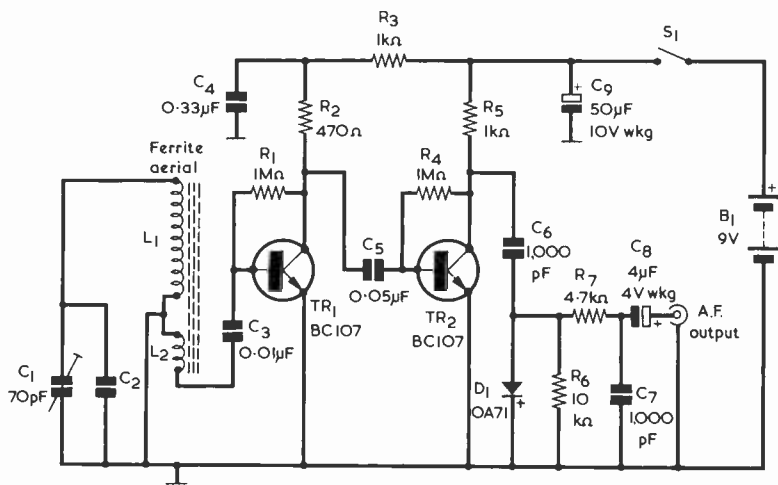 R3
1kΩ
S1
C4
0·33μF
R2
470Ω
R5
1kΩ
+
C9
50μF
10V wkg
Ferrite
aerial
R1
1MΩ
R4
1MΩ
L1
C6
1,000
pF
+
B1
9V
C5
0·05μF
R7
4·7kΩ
C8
4μF
4V wkg
+
A.F.
output
TR1
BC107
TR2
BC107
L2
C3
0·01μF
C1
70pF
C2
D1
OA71
+
R6
10
kΩ
C7
1,000
pF